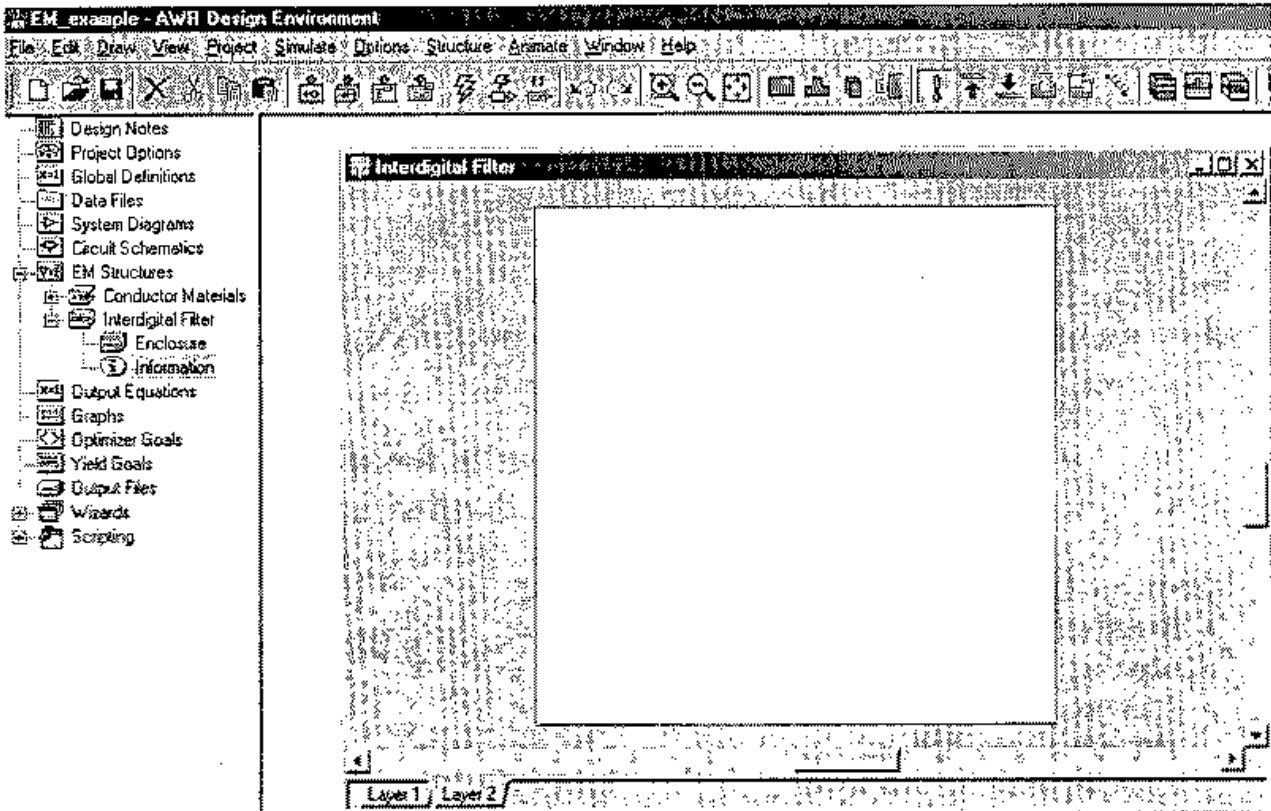 EM_example - AWR Design Environment
File Edit Draw View Project Simulate Options Structure Animate Window Help
Design Notes
Project Options
Global Definitions
Data Files
System Diagrams
Circuit Schematics
EM Structures
Conductor Materials
Interdigital Filter
Enclosure
Information
Output Equations
Graphs
Optimizer Goals
Yield Goals
Output Files
Wizards
Scripting
Interdigital Filter
Layer 1 Layer 2